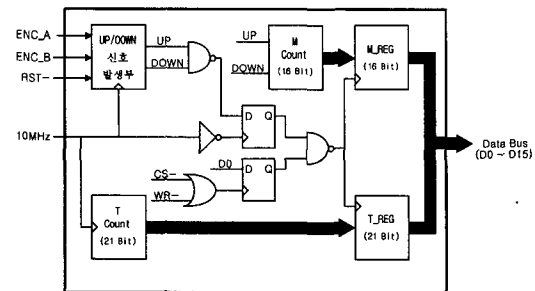 ENC_A
ENC_B
RST-
UP/DOWN
신호
발생부
UP
DOWN
UP
DOWN
M
Count
(16 Bit)
M_REG
(16 Bit)
10MHz
D
Q
D0
D
Q
CS-
WR-
Data Bus
(D0 ~ D15)
T
Count
(21 Bit)
T_REG
(21 Bit)